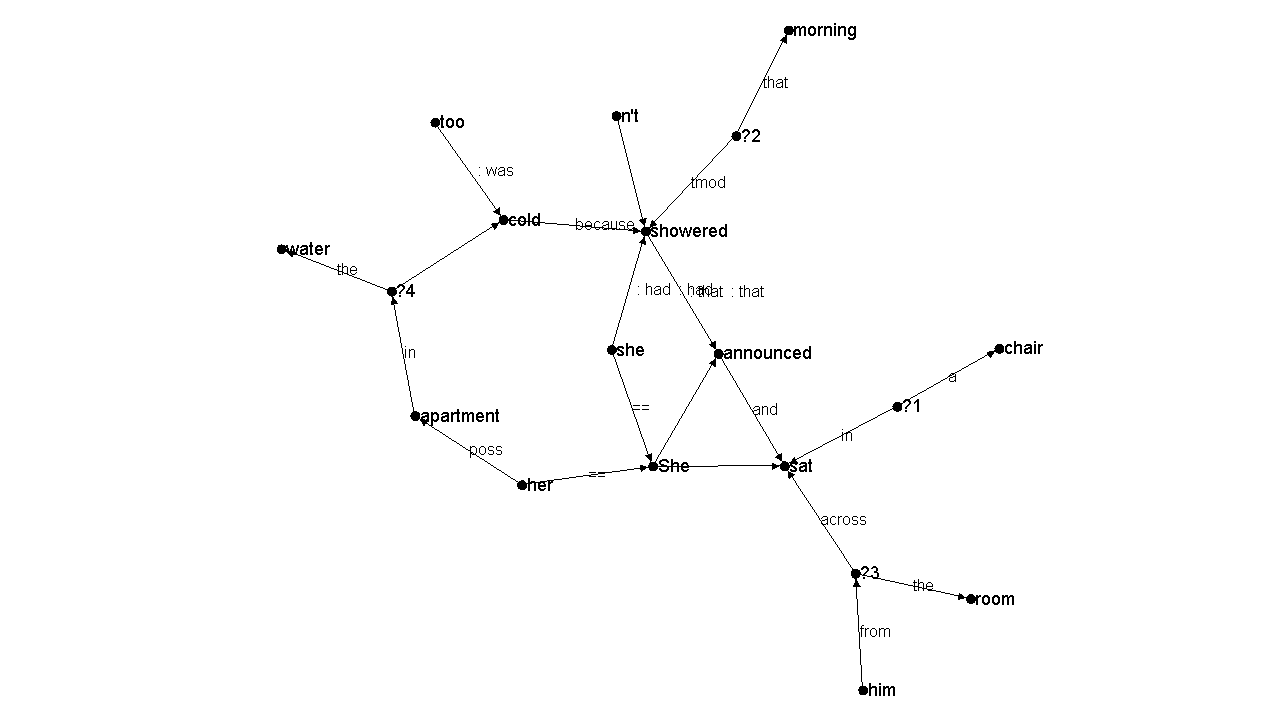 morning
that
n't
too
?2
: was
tmod
cold
because
showered
water
the
?4
: had : had
that : that
in
she
announced
chair
a
==
and
?1
apartment
in
poss
She
sat
==
her
across
?3
the
room
from
him